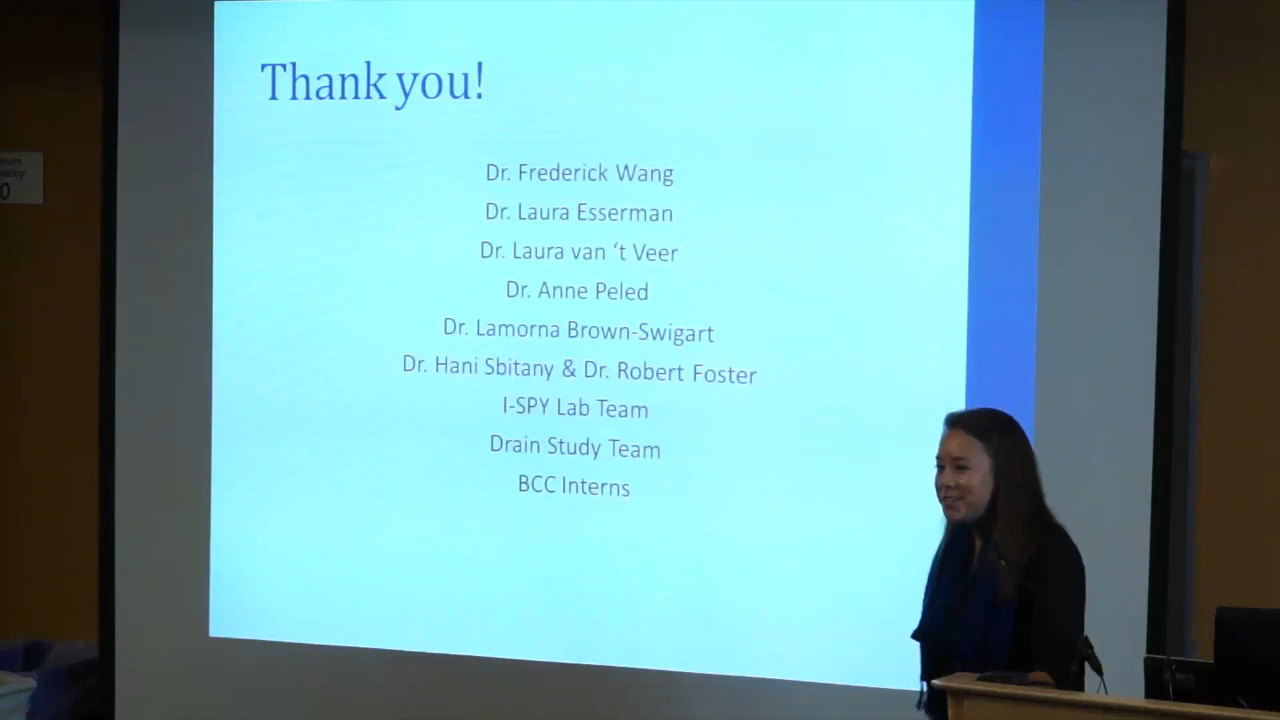 Thank you!
Dr. Frederick Wang
Dr. Laura Esserman
Dr. Laura van ‘t Veer
Dr. Anne Peled
Dr. Lamorna Brown-Swigart
Dr. Hani Sbitany & Dr. Robert Foster
I-SPY Lab Team
Drain Study Team
BCC Interns